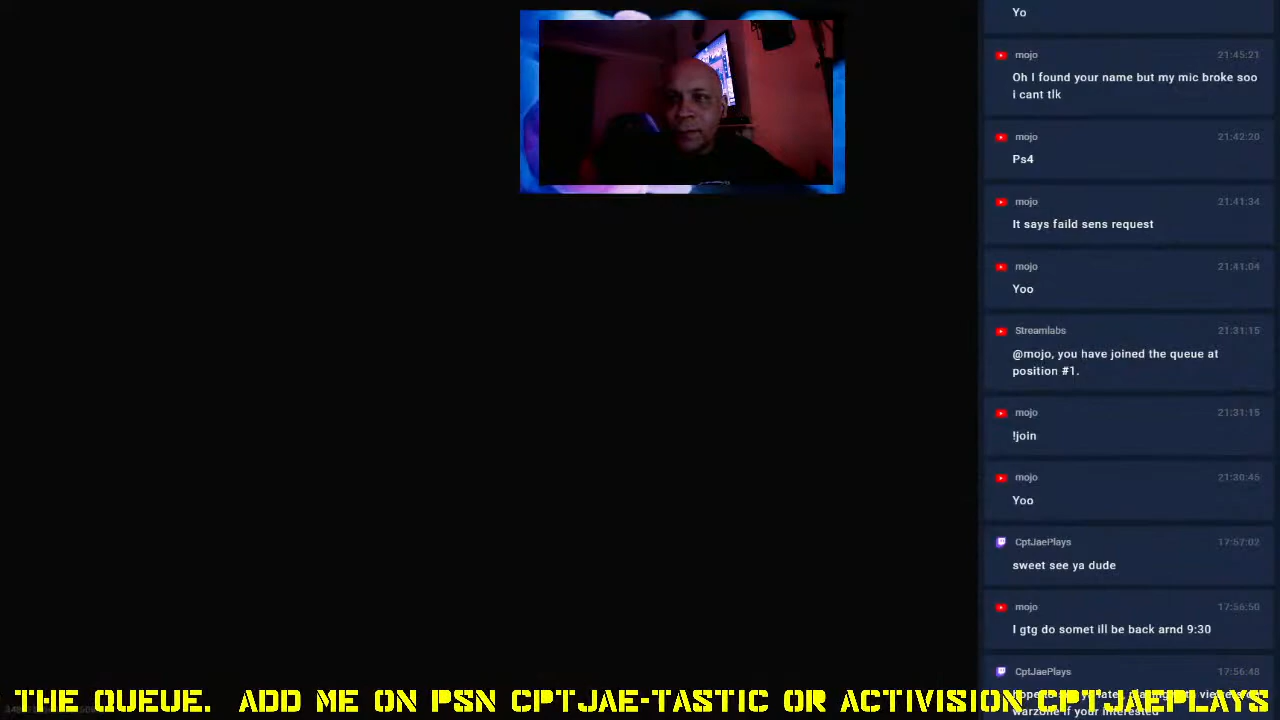 Yo
mojo 21:45:21
Oh I found your name but my mic broke soo
i cant tlk
mojo 21:42:20
Ps4
mojo 21:41:34
It says faild sens request
mojo 21:41:04
Yoo
Streamlabs 21:31:15
@mojo, you have joined the queue at
position #1.
mojo 21:31:15
!join
mojo 21:30:45
Yoo
CptJaePlays 17:57:02
sweet see ya dude
mojo 17:56:50
I gtg do somet ill be back arnd 9:30
CptJaePlays 17:56:48
warzone if your interested
THE QUEUE. ADD ME ON PSN CPTJAE-TASTIC OR ACTIVISION CPTJAEPLAYS